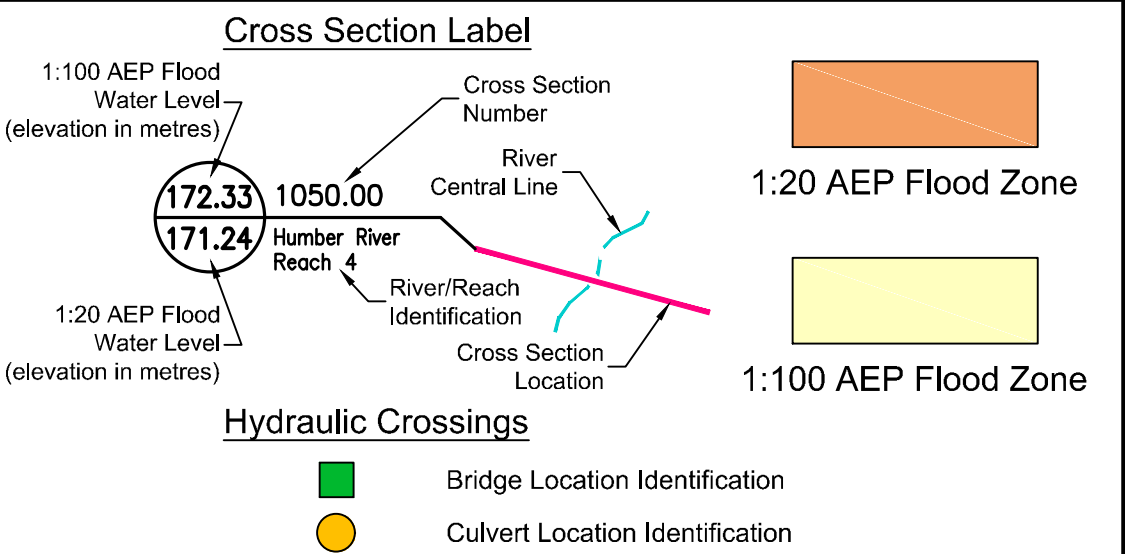 Cross Section Label
1:100 AEP Flood
Water Level
(elevation in metres)
Cross Section
Number
River
Central Line
172.33
1050.00
171.24
Humber River
Reach 4
River/Reach
Identification
1:20 AEP Flood
Water Level
(elevation in metres)
Cross Section
Location
1:20 AEP Flood Zone
1:100 AEP Flood Zone
Hydraulic Crossings
Bridge Location Identification
Culvert Location Identification